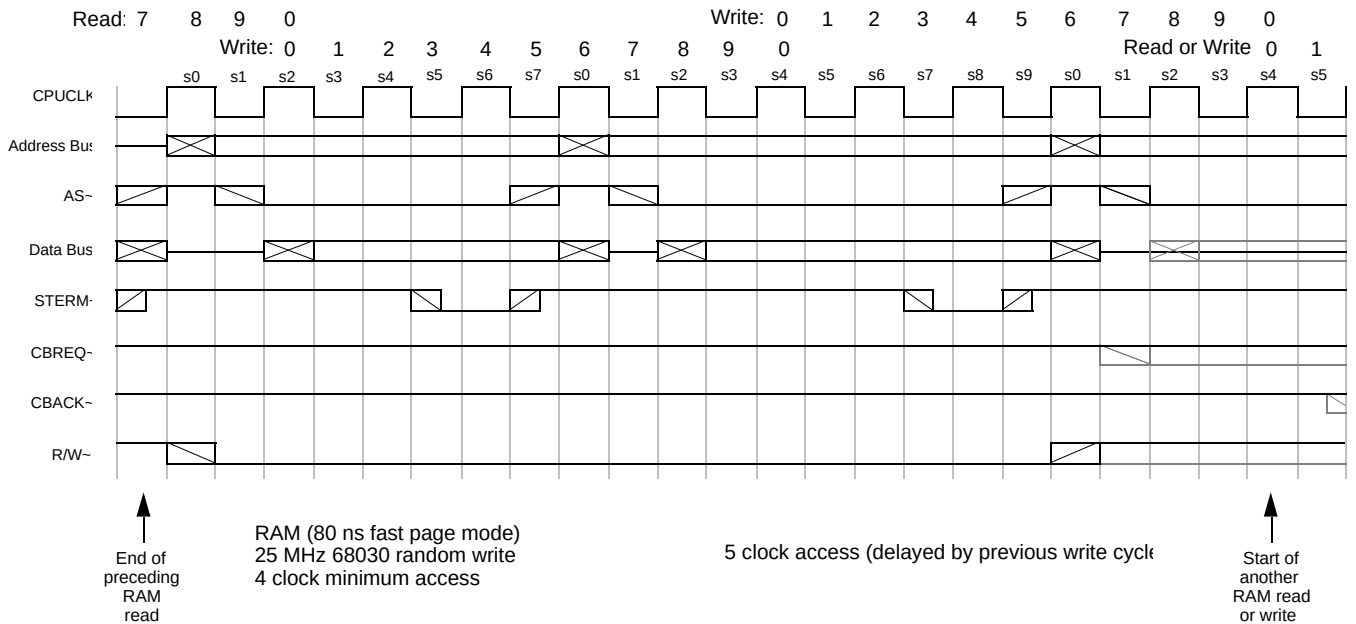 Read: 7 8 9 0 Write: 0 1 2 3 4 5 6 7 8 9 0
Write: 0 1 2 3 4 5 6 7 8 9 0 Read or Write 0 1
s0 s1 s2 s3 s4 s5 s6 s7 s0 s1 s2 s3 s4 s5 s6 s7 s8 s9 s0 s1 s2 s3 s4 s5
CPUCLK
Address Bus
AS~
Data Bus
STERM~
CBREQ~
CBACK~
R/W~
End of
preceding
RAM
read
RAM (80 ns fast page mode)
25 MHz 68030 random write
4 clock minimum access
5 clock access (delayed by previous write cycle
Start of
another
RAM read
or write